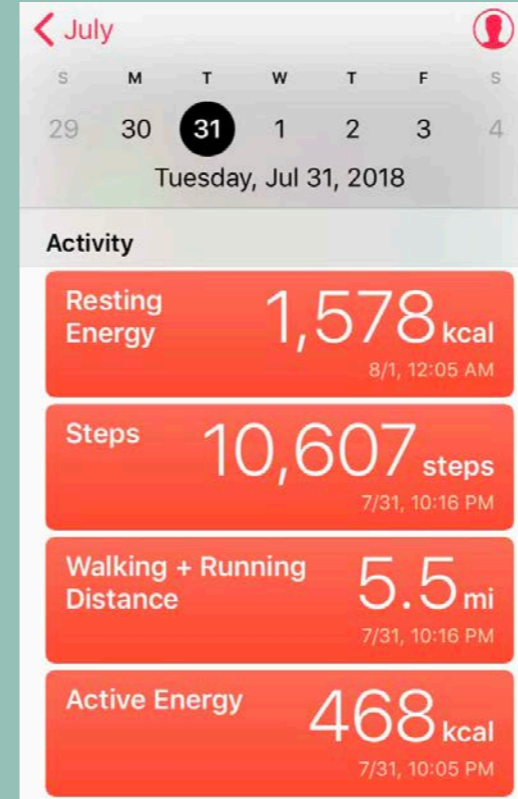 July
S M T W T F S
29 30 31 1 2 3 4
Tuesday, Jul 31, 2018
Activity
Resting
Energy
1,578 kcal
8/1, 12:05 AM
Steps
10,607 steps
7/31, 10:16 PM
Walking + Running
Distance
5.5 mi
7/31, 10:16 PM
Active Energy
468 kcal
7/31, 10:05 PM